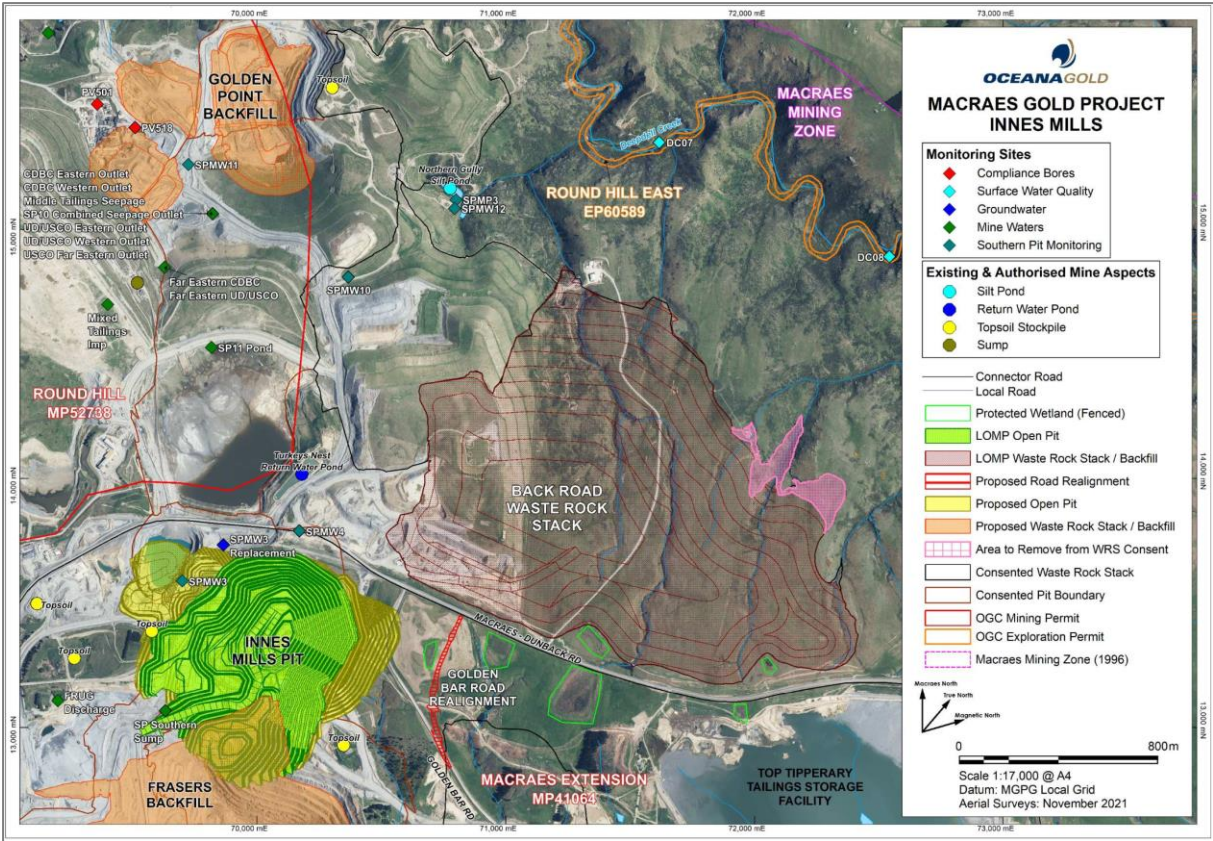 70,000 mE
71,000 mE
72,000 mE
73,000 mE
OCEANAGOLD
MACRAES GOLD PROJECT
INNES MILLS
Monitoring Sites
Compliance Bores
Surface Water Quality
Groundwater
Mine Waters
Southern Pit Monitoring
Existing & Authorised Mine Aspects
Silt Pond
Return Water Pond
Topsoil Stockpile
Sump
Connector Road
Local Road
Protected Wetland (Fenced)
LOMP Open Pit
LOMP Waste Rock Stack / Backfill
Proposed Road Realignment
Proposed Open Pit
Proposed Waste Rock Stack / Backfill
Area to Remove from WRS Consent
Consented Waste Rock Stack
Consented Pit Boundary
OGC Mining Permit
OGC Exploration Permit
Macraes Mining Zone (1996)
Macraes North
True North
Magnetic North
0
800m
Scale 1:17,000 @ A4
Datum: MGPG Local Grid
Aerial Surveys: November 2021
GOLDEN
POINT
BACKFILL
Topsoil
PV501
PV518
SPMW11
CDBC Eastern Outlet
CDBC Western Outlet
Middle Tailings Seepage
SP10 Combined Seepage Outlet
UD/USCO Eastern Outlet
UD/USCO Western Outlet
USCO Far Eastern Outlet
Far Eastern CDBC
Far Eastern UD/USCO
Mixed
Tailings
Imp.
SP11 Pond
ROUND HILL
MP52738
Turkeys Nest
Return Water Pond
SPMW10
Northern Gully
Silt Pond
SPMP3
SPMW12
Deepdell Creek
DC07
DC08
MACRAES
MINING
ZONE
ROUND HILL EAST
EP60589
BACK ROAD
WASTE ROCK
STACK
SPMW4
SPMW3
Replacement
SPMW3
Topsoil
Topsoil
Topsoil
INNES
MILLS PIT
FRUG
Discharge
SP Southern
Sump
Topsoil
FRASERS
BACKFILL
MACRAES - DUNBACK RD
GOLDEN
BAR ROAD
REALIGNMENT
GOLDEN BAR RD
MACRAES EXTENSION
MP41064
TOP TIPPERARY
TAILINGS STORAGE
FACILITY
15,000 mN
14,000 mN
13,000 mN
15,000 mN
14,000 mN
13,000 mN
70,000 mE
71,000 mE
72,000 mE
73,000 mE